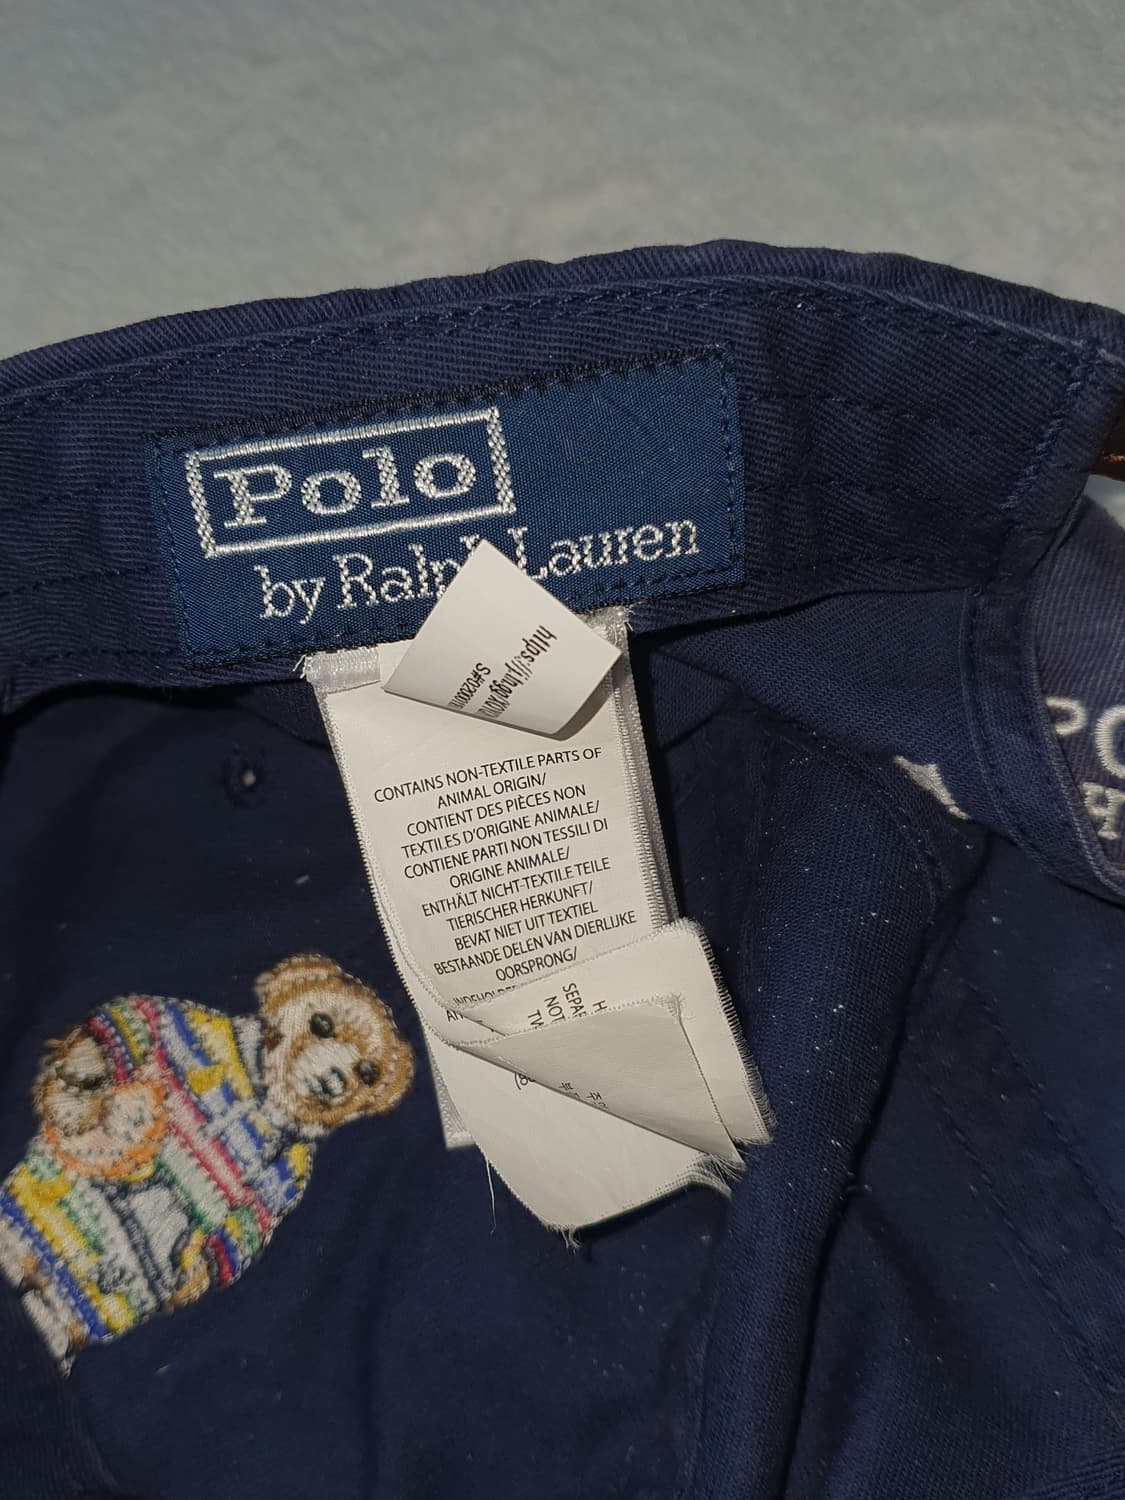 Polo
by Ralph Lauren
CONTAINS NON-TEXTILE PARTS OF
ANIMAL ORIGIN/
CONTIENT DES PIÈCES NON
TEXTILES D'ORIGINE ANIMALE/
CONTIENE PARTI NON TESSILI DI
ORIGINE ANIMALE/
ENTHÄLT NICHT-TEXTILE TEILE
TIERISCHER HERKUNFT/
BEVAT NIET UIT TEXTIEL
BESTAANDE DELEN VAN DIERLIJKE
OORSPRONG/
NOT